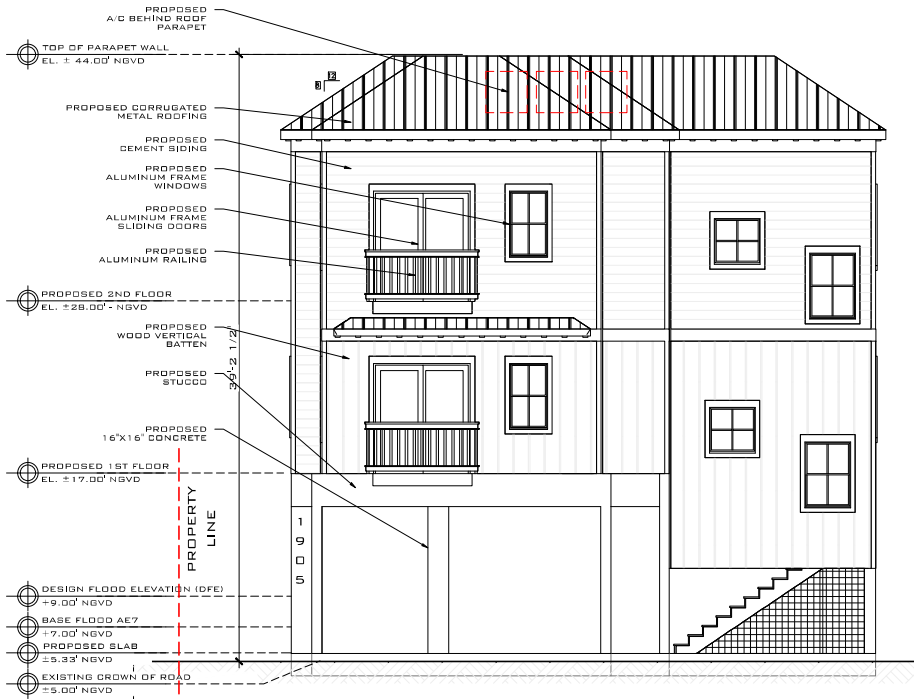 PROPOSED
A/C BEHIND ROOF
PARAPET
TOP OF PARAPET WALL
EL. ± 44.00' NGVD
12
PROPOSED CORRUGATED
METAL ROOFING
PROPOSED
CEMENT SIDING
PROPOSED
ALUMINUM FRAME
WINDOWS
PROPOSED
ALUMINUM FRAME
SLIDING DOORS
PROPOSED
ALUMINUM RAILING
PROPOSED 2ND FLOOR
EL. ±28.00' - NGVD
PROPOSED
WOOD VERTICAL
BATTEN
39'-2 1/2"
PROPOSED
STUCCO
PROPOSED
16"X16" CONCRETE
PROPOSED 1ST FLOOR
EL. ±17.00' NGVD
PROPERTY
LINE
1
9
0
5
DESIGN FLOOD ELEVATION (DFE)
+9.00' NGVD
BASE FLOOD AE7
+7.00' NGVD
PROPOSED SLAB
±5.33' NGVD
EXISTING CROWN OF ROAD
±5.00' NGVD